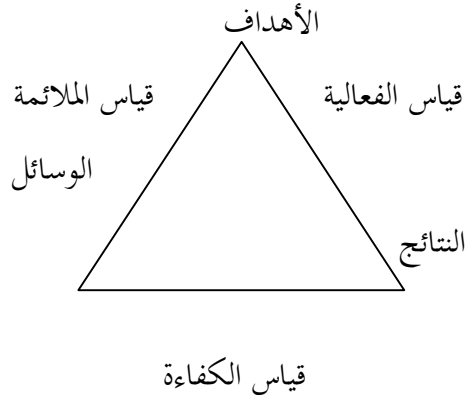 الأهداف
قياس الفعالية
قياس الملائمة
الوسائل
النتائج
قياس الكفاءة